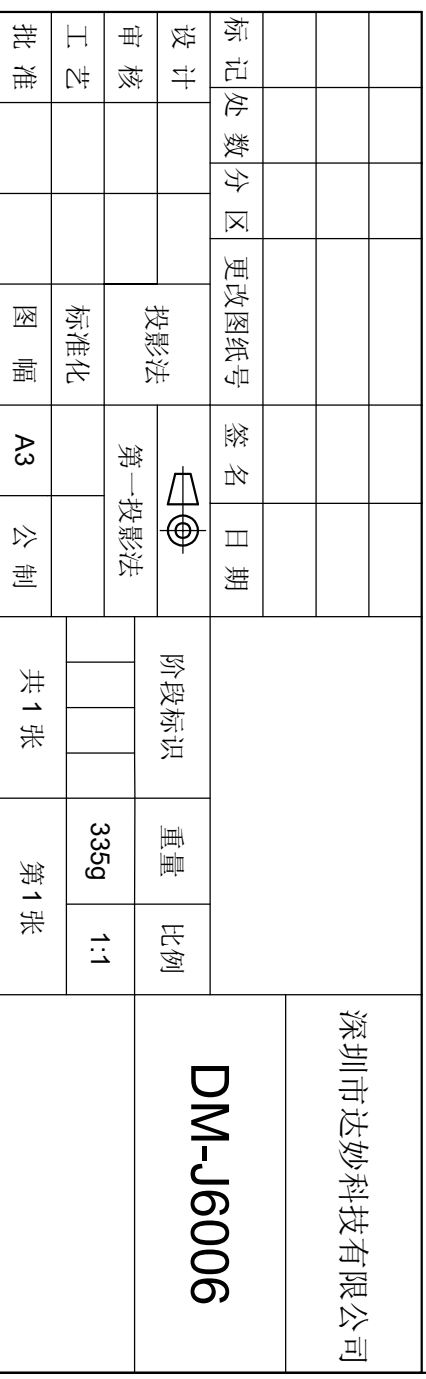 标 记 处 数 分 区 更改图纸号 签 名 日 期
设 计 投影法 阶段标识 重量 比例
审 核 第一投影法
工 艺 标准化 335g 1:1
批 准 图 幅 A3 公 制 共 1 张 第1张
深圳市达妙科技有限公司
DM-J6006